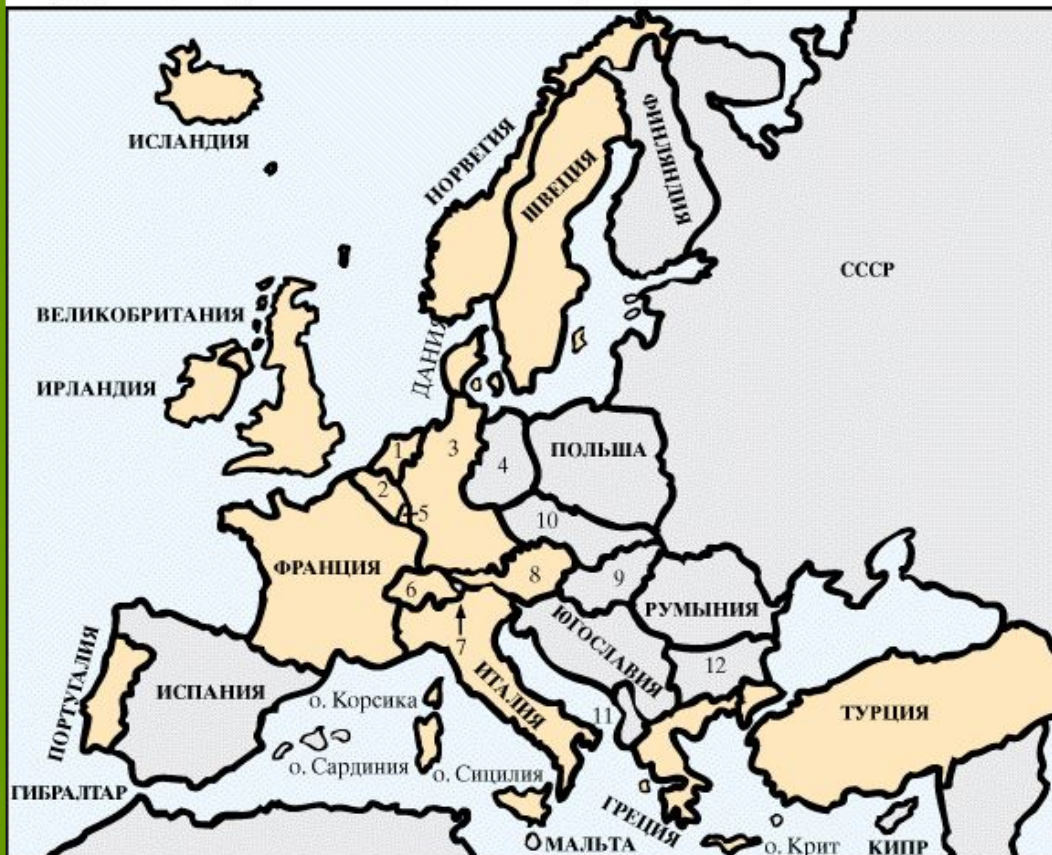 ИСЛАНДИЯ
НОРВЕГИЯ
ШВЕЦИЯ
ФИНЛЯНДИЯ
СССР
ВЕЛИКОБРИТАНИЯ
ИРЛАНДИЯ
ДАНИЯ
1
2
3
4
5
ПОЛЬША
10
ФРАНЦИЯ
6
7
8
9
РУМЫНИЯ
ЮГОСЛАВИЯ
12
11
ПОРТУГАЛИЯ
ИСПАНИЯ
о. Корсика
ИТАЛИЯ
ТУРЦИЯ
о. Сардиния
о. Сицилия
ГИБРАЛТАР
ГРЕЦИЯ
МАЛЬТА
о. Крит
КИПР